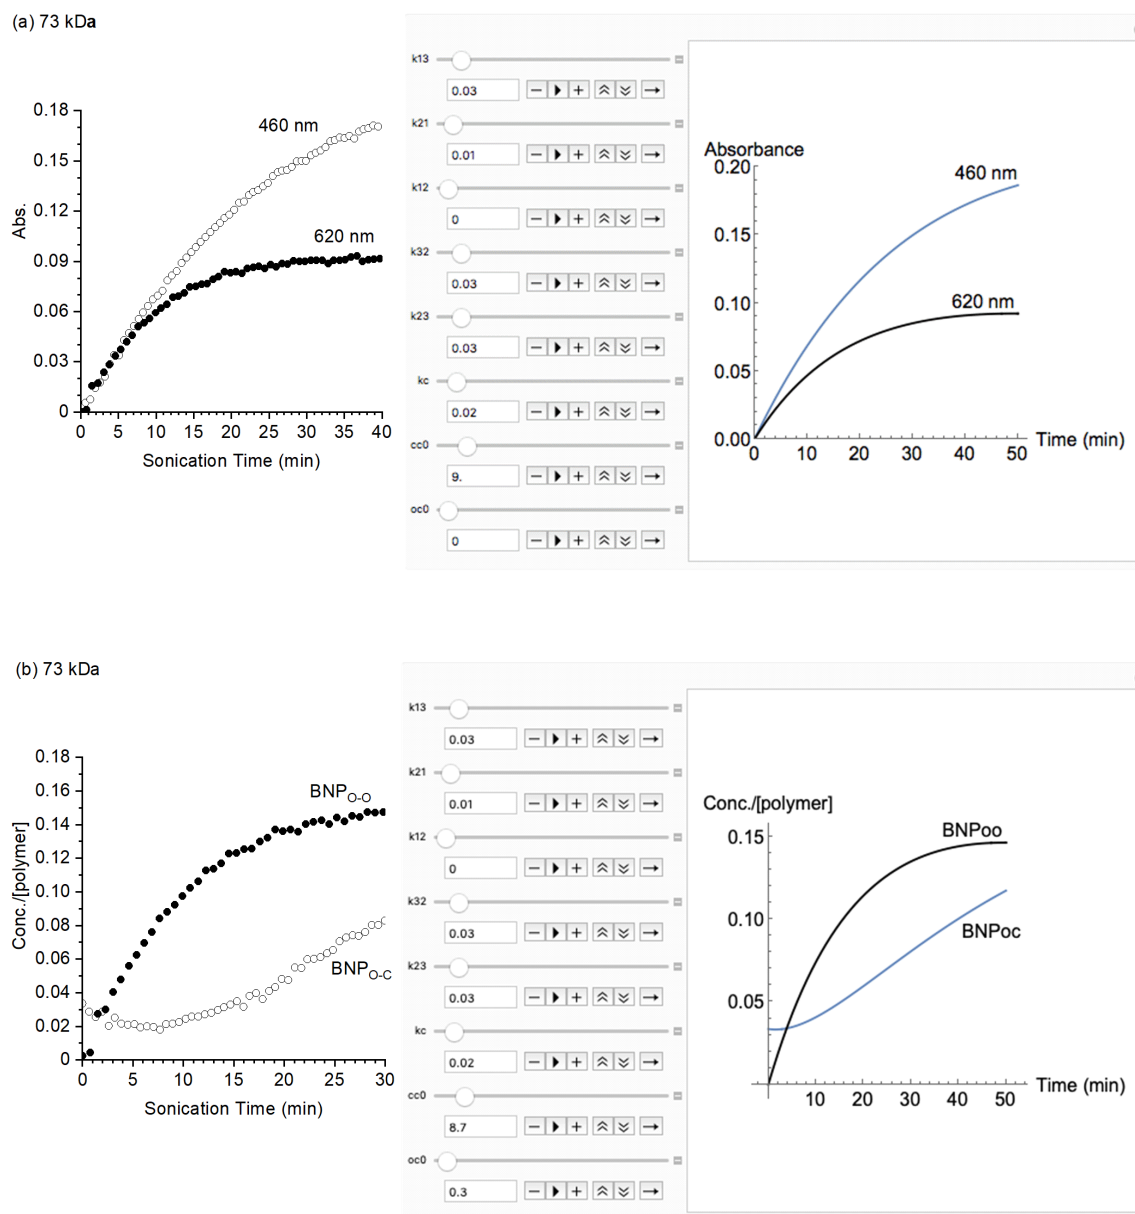 (a) 73 kDa
0.18
0.15
0.12
0.09
0.06
0.03
0
Abs.
460 nm
620 nm
0 5 10 15 20 25 30 35 40
Sonication Time (min)
k13
0.03
k21
0.01
k12
0
k32
0.03
k23
0.03
kc
0.02
cc0
9.
oc0
0
Absorbance
0.20
0.15
0.10
0.05
0.00
460 nm
620 nm
0 10 20 30 40 50
Time (min)
(b) 73 kDa
0.18
0.16
0.14
0.12
0.10
0.08
0.06
0.04
0.02
0
Conc./[polymer]
BNPO-O
BNPO-C
0 5 10 15 20 25 30
Sonication Time (min)
k13
0.03
k21
0.01
k12
0
k32
0.03
k23
0.03
kc
0.02
cc0
8.7
oc0
0.3
Conc./[polymer]
0.15
0.10
0.05
BNPoo
BNPoc
10 20 30 40 50
Time (min)